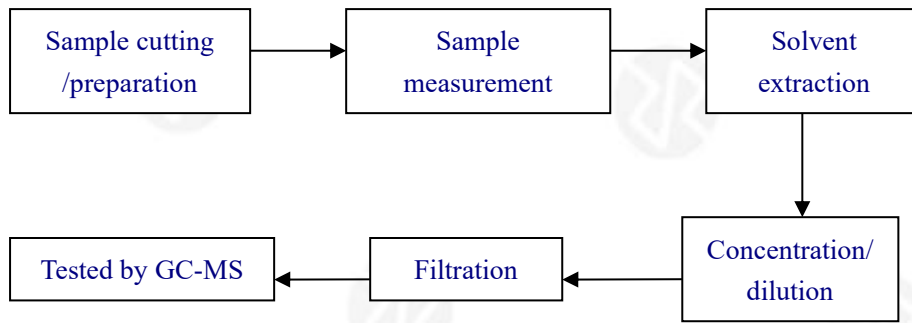 Sample cutting
/preparation
Sample
measurement
Solvent
extraction
Concentration/
dilution
Filtration
Tested by GC-MS